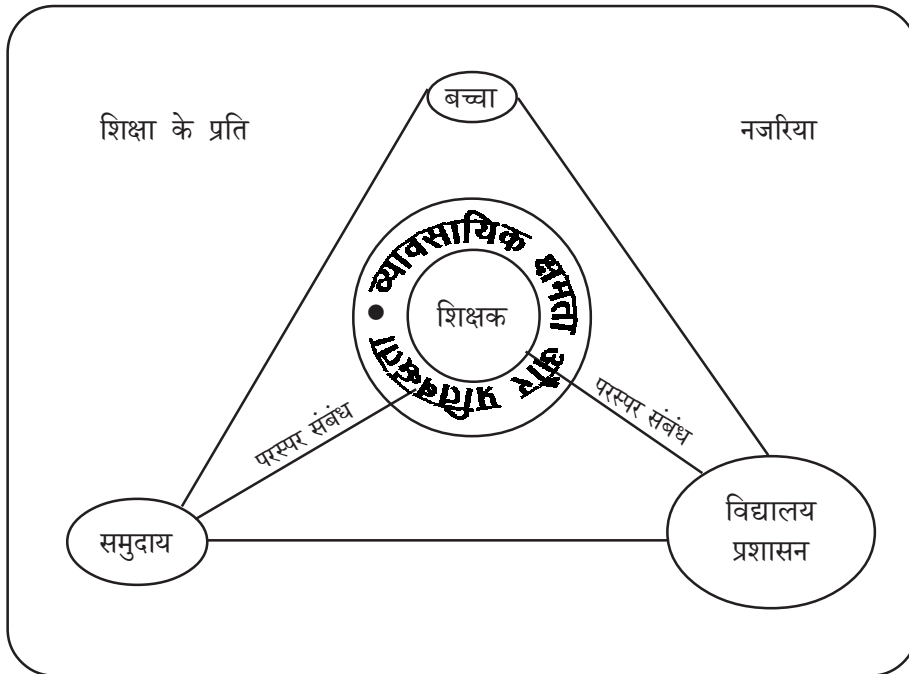 बच्चा
शिक्षा के प्रति
नजरिया
• व्यावसायिक क्षमता और प्रतिबद्धता
शिक्षक
परस्पर संबंध
परस्पर संबंध
समुदाय
विद्यालय
प्रशासन